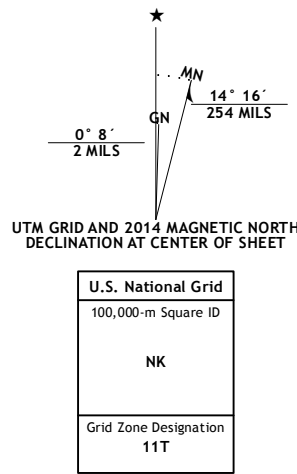 MN
GN
0° 8´
2 MILS
14° 16´
254 MILS
UTM GRID AND 2014 MAGNETIC NORTH
DECLINATION AT CENTER OF SHEET
U.S. National Grid
100,000-m Square ID
NK
Grid Zone Designation
11T